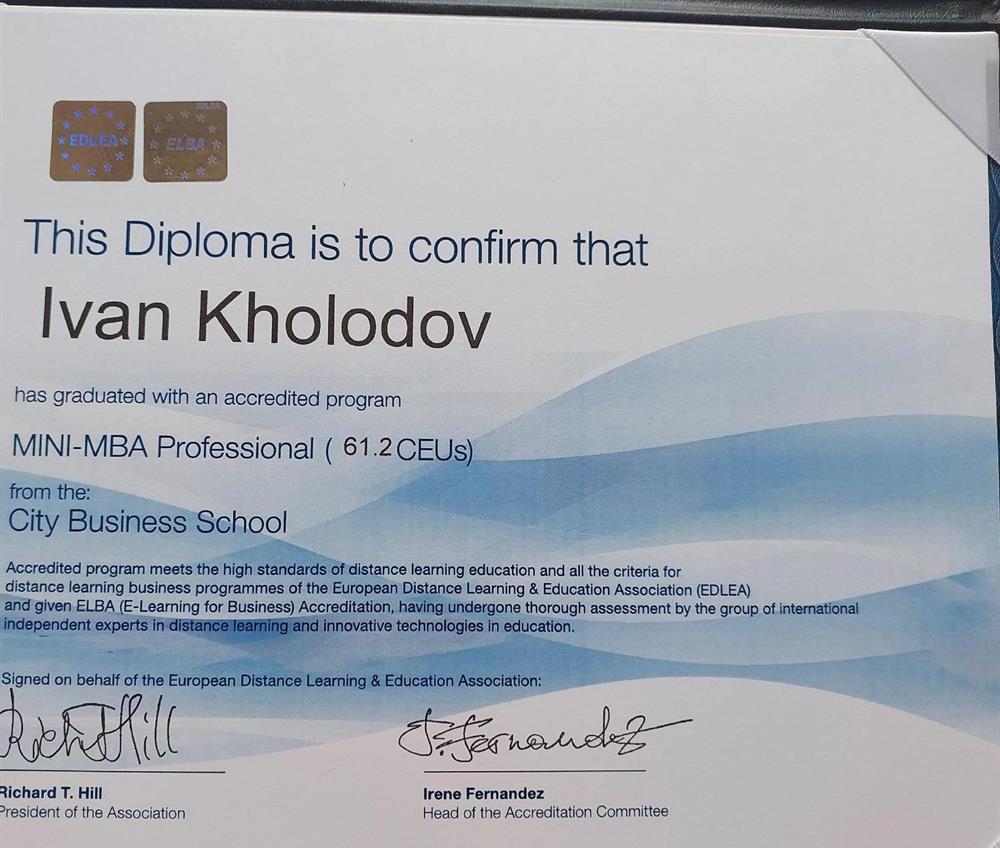 EDLEA
EDLEA
ELBA
This Diploma is to confirm that
Ivan Kholodov
has graduated with an accredited program
MINI-MBA Professional ( 61.2 CEUs)
from the:
City Business School
Accredited program meets the high standards of distance learning education and all the criteria for
distance learning business programmes of the European Distance Learning & Education Association (EDLEA)
and given ELBA (E-Learning for Business) Accreditation, having undergone thorough assessment by the group of international
independent experts in distance learning and innovative technologies in education.
Signed on behalf of the European Distance Learning & Education Association:
Rich T Hill
I. Fernandez
Richard T. Hill
Irene Fernandez
President of the Association
Head of the Accreditation Committee